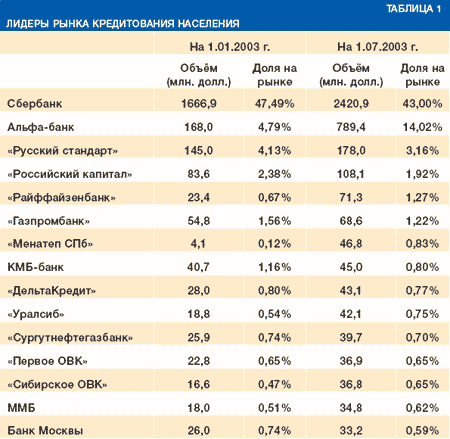 ТАБЛИЦА 1
ЛИДЕРЫ РЫНКА КРЕДИТОВАНИЯ НАСЕЛЕНИЯ
На 1.01.2003 г. На 1.07.2003 г.
Объём Доля на Объём Доля на
(млн. долл.) рынке (млн. долл.) рынке
Сбербанк 1666,9 47,49% 2420,9 43,00%
Альфа-банк 168,0 4,79% 789,4 14,02%
«Русский стандарт» 145,0 4,13% 178,0 3,16%
«Российский капитал» 83,6 2,38% 108,1 1,92%
«Райффайзенбанк» 23,4 0,67% 71,3 1,27%
«Газпромбанк» 54,8 1,56% 68,6 1,22%
«Менатеп СПб» 4,1 0,12% 46,8 0,83%
КМБ-банк 40,7 1,16% 45,0 0,80%
«ДельтаКредит» 28,0 0,80% 43,1 0,77%
«Уралсиб» 18,8 0,54% 42,1 0,75%
«Сургутнефтегазбанк» 25,9 0,74% 39,7 0,70%
«Первое ОВК» 22,8 0,65% 36,9 0,65%
«Сибирское ОВК» 16,6 0,47% 36,8 0,65%
ММБ 18,0 0,51% 34,8 0,62%
Банк Москвы 26,0 0,74% 33,2 0,59%